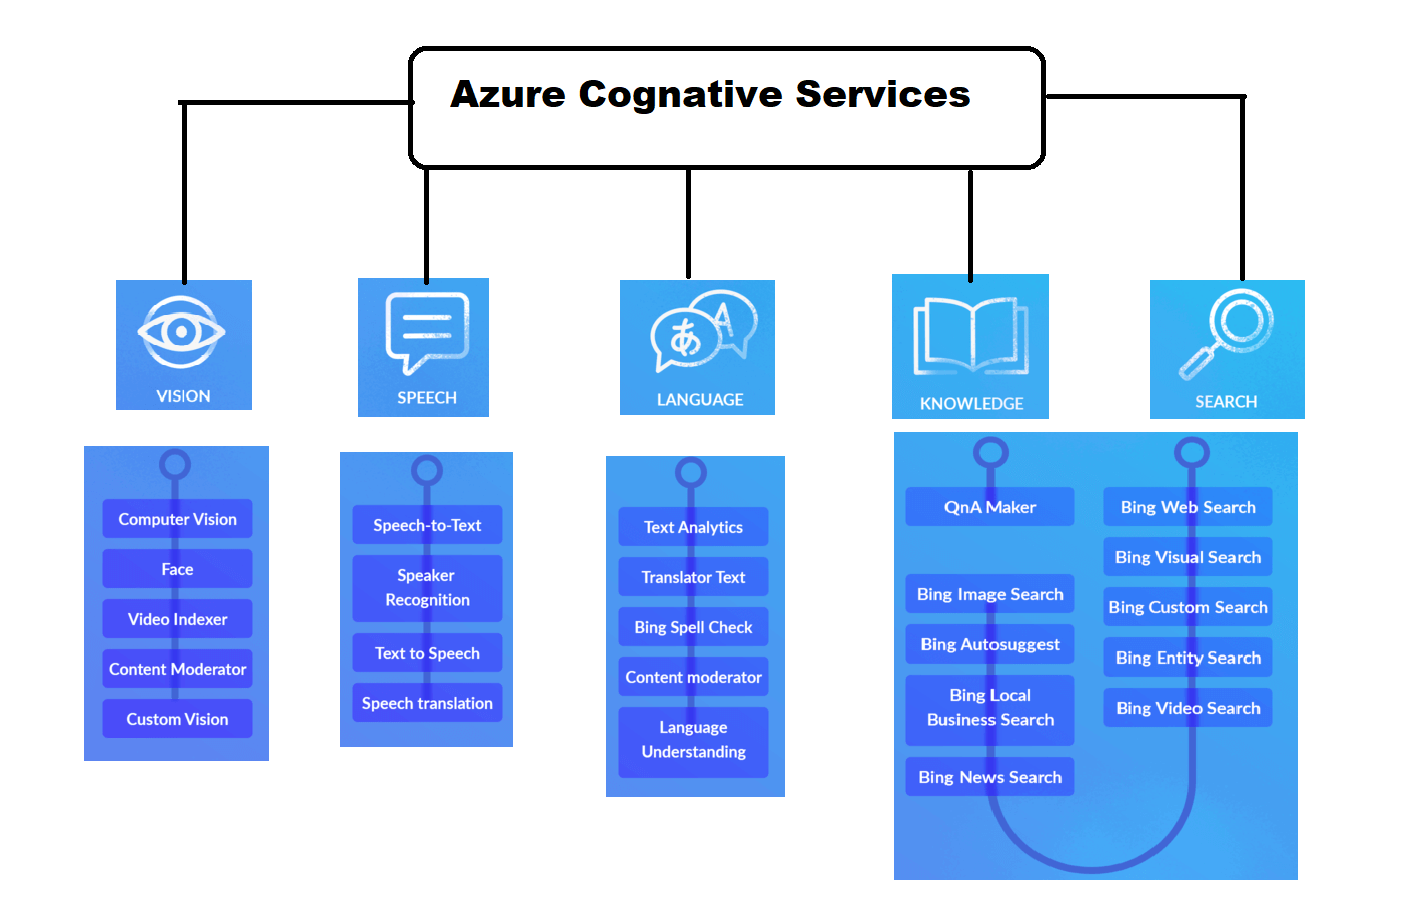 Azure Cognative Services
VISION
SPEECH
LANGUAGE
KNOWLEDGE
SEARCH
Computer Vision
Face
Video Indexer
Content Moderator
Custom Vision
Speech-to-Text
Speaker
Recognition
Text to Speech
Speech translation
あ A
Text Analytics
Translator Text
Bing Spell Check
Content moderator
Language
Understanding
QnA Maker
Bing Image Search
Bing Autosuggest
Bing Local
Business Search
Bing News Search
Bing Web Search
Bing Visual Search
Bing Custom Search
Bing Entity Search
Bing Video Search